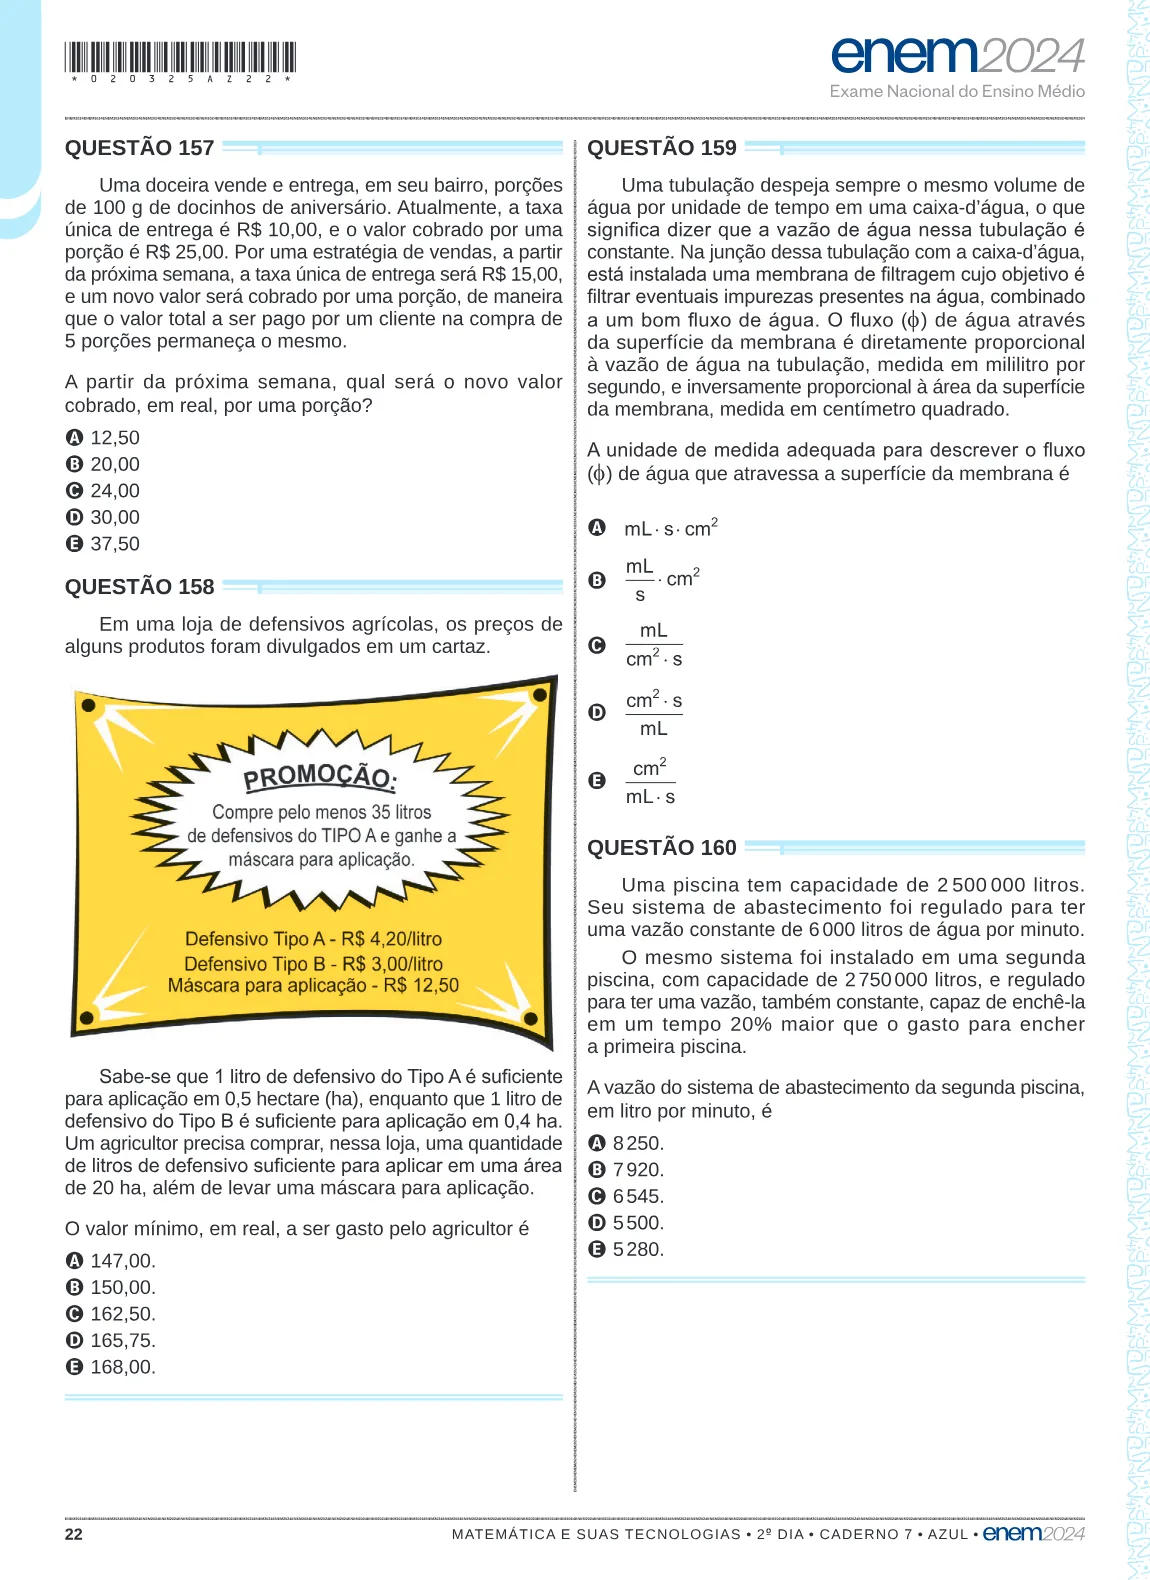 *020325AZ22*
enem2024
Exame Nacional do Ensino Médio
QUESTÃO 157
Uma doceira vende e entrega, em seu bairro, porções
de 100 g de docinhos de aniversário. Atualmente, a taxa
única de entrega é R$ 10,00, e o valor cobrado por uma
porção é R$ 25,00. Por uma estratégia de vendas, a partir
da próxima semana, a taxa única de entrega será R$ 15,00,
e um novo valor será cobrado por uma porção, de maneira
que o valor total a ser pago por um cliente na compra de
5 porções permaneça o mesmo.
A partir da próxima semana, qual será o novo valor
cobrado, em real, por uma porção?
A 12,50
B 20,00
C 24,00
D 30,00
E 37,50
QUESTÃO 158
Em uma loja de defensivos agrícolas, os preços de
alguns produtos foram divulgados em um cartaz.
PROMOÇÃO:
Compre pelo menos 35 litros
de defensivos do TIPO A e ganhe a
máscara para aplicação.
Defensivo Tipo A - R$ 4,20/litro
Defensivo Tipo B - R$ 3,00/litro
Máscara para aplicação - R$ 12,50
Sabe-se que 1 litro de defensivo do Tipo A é suficiente
para aplicação em 0,5 hectare (ha), enquanto que 1 litro de
defensivo do Tipo B é suficiente para aplicação em 0,4 ha.
Um agricultor precisa comprar, nessa loja, uma quantidade
de litros de defensivo suficiente para aplicar em uma área
de 20 ha, além de levar uma máscara para aplicação.
O valor mínimo, em real, a ser gasto pelo agricultor é
A 147,00.
B 150,00.
C 162,50.
D 165,75.
E 168,00.
QUESTÃO 159
Uma tubulação despeja sempre o mesmo volume de
água por unidade de tempo em uma caixa-d’água, o que
significa dizer que a vazão de água nessa tubulação é
constante. Na junção dessa tubulação com a caixa-d’água,
está instalada uma membrana de filtragem cujo objetivo é
filtrar eventuais impurezas presentes na água, combinado
a um bom fluxo de água. O fluxo (ϕ) de água através
da superfície da membrana é diretamente proporcional
à vazão de água na tubulação, medida em mililitro por
segundo, e inversamente proporcional à área da superfície
da membrana, medida em centímetro quadrado.
A unidade de medida adequada para descrever o fluxo
(ϕ) de água que atravessa a superfície da membrana é
A mL · s · cm²
B mL/s · cm²
C mL/(cm² · s)
D (cm² · s)/mL
E cm²/(mL · s)
QUESTÃO 160
Uma piscina tem capacidade de 2 500 000 litros.
Seu sistema de abastecimento foi regulado para ter
uma vazão constante de 6 000 litros de água por minuto.
O mesmo sistema foi instalado em uma segunda
piscina, com capacidade de 2 750 000 litros, e regulado
para ter uma vazão, também constante, capaz de enchê-la
em um tempo 20% maior que o gasto para encher
a primeira piscina.
A vazão do sistema de abastecimento da segunda piscina,
em litro por minuto, é
A 8 250.
B 7 920.
C 6 545.
D 5 500.
E 5 280.
22
MATEMÁTICA E SUAS TECNOLOGIAS • 2º DIA • CADERNO 7 • AZUL • enem2024